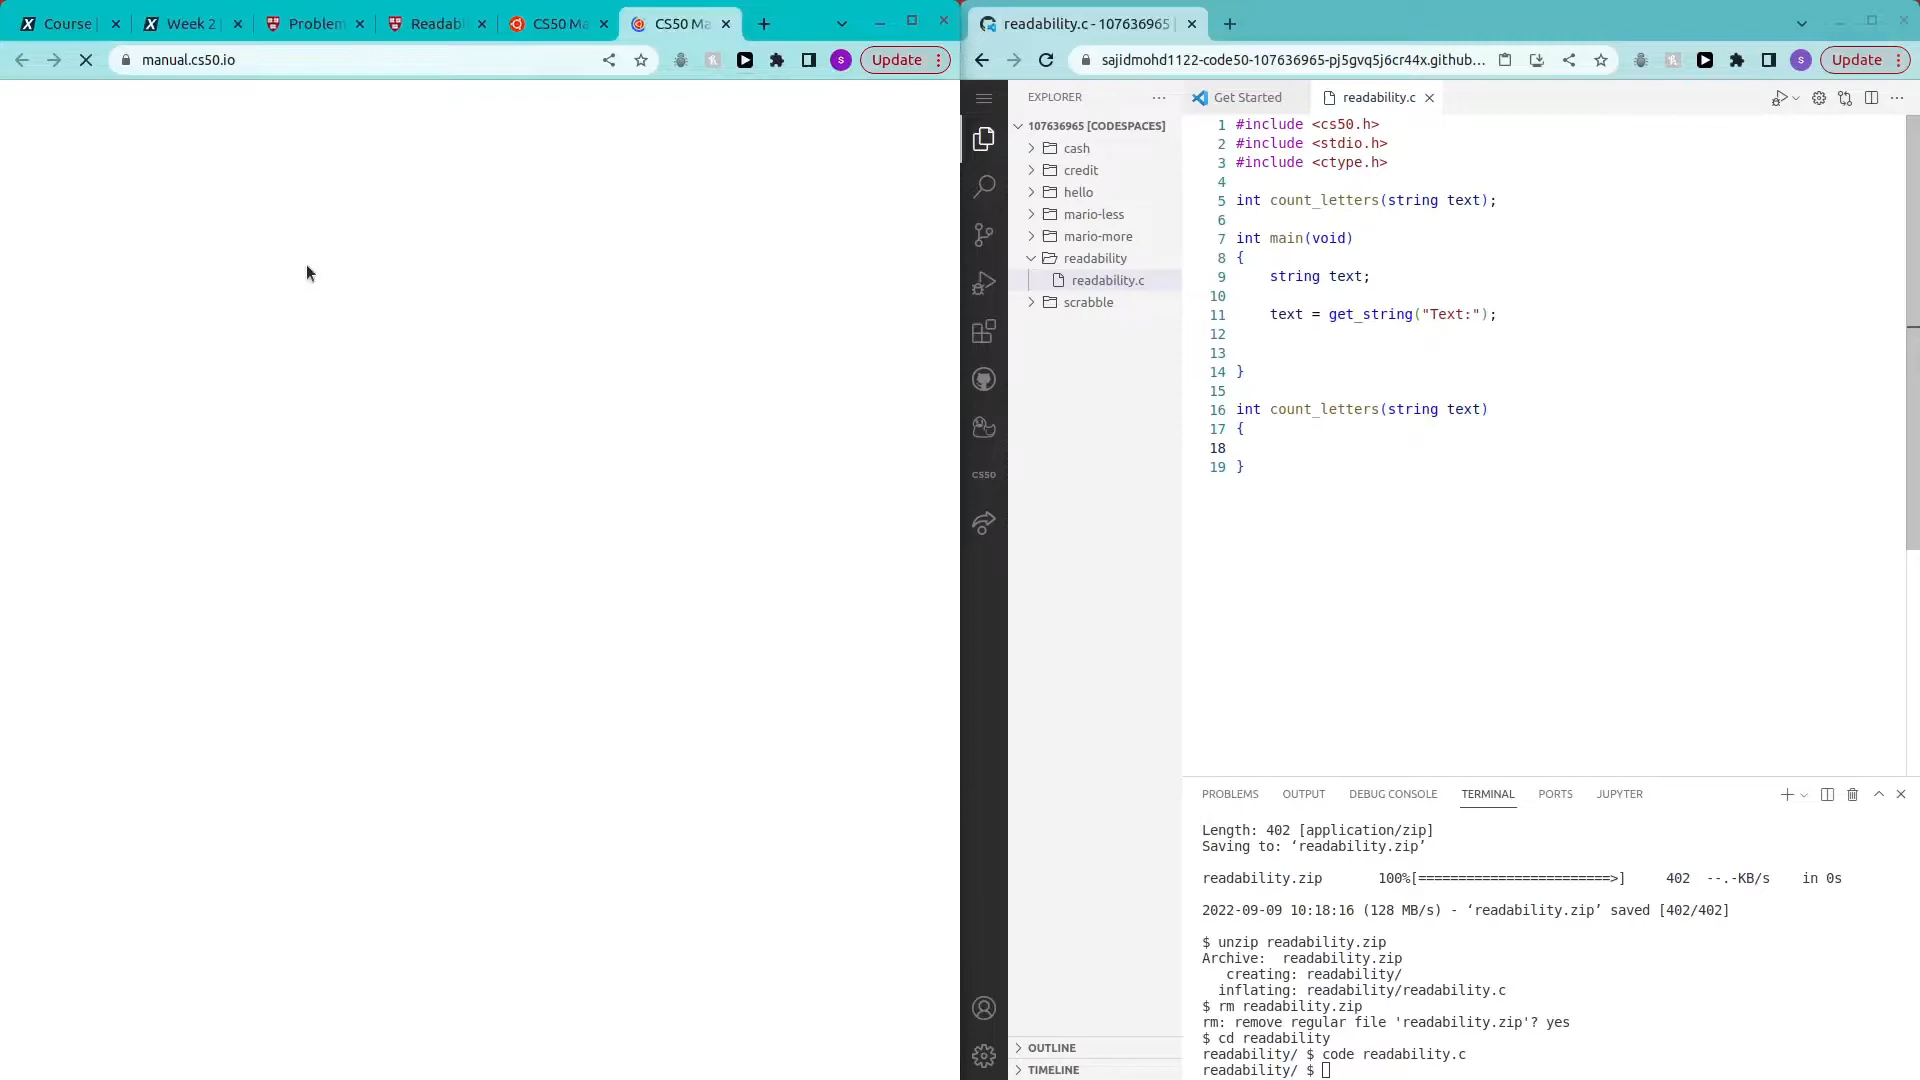 Course
Week 2
Problem
Readab
CS50 Ma
CS50 Ma
manual.cs50.io
s
Update
readability.c - 107636965
sajidmohd1122-code50-107636965-pj5gvq5j6cr44x.github...
s
Update
EXPLORER
107636965 [CODESPACES]
cash
credit
hello
mario-less
mario-more
readability
readability.c
scrabble
OUTLINE
TIMELINE
CS50
Get Started
readability.c
1 #include <cs50.h>
2 #include <stdio.h>
3 #include <ctype.h>
4
5 int count_letters(string text);
6
7 int main(void)
8 {
9 string text;
10
11 text = get_string("Text:");
12
13
14 }
15
16 int count_letters(string text)
17 {
18
19 }
PROBLEMS OUTPUT DEBUG CONSOLE TERMINAL PORTS JUPYTER
Length: 402 [application/zip]
Saving to: ‘readability.zip’
readability.zip 100%[========================>] 402 --.-KB/s in 0s
2022-09-09 10:18:16 (128 MB/s) - ‘readability.zip’ saved [402/402]
$ unzip readability.zip
Archive: readability.zip
creating: readability/
inflating: readability/readability.c
$ rm readability.zip
rm: remove regular file 'readability.zip'? yes
$ cd readability
readability/ $ code readability.c
readability/ $